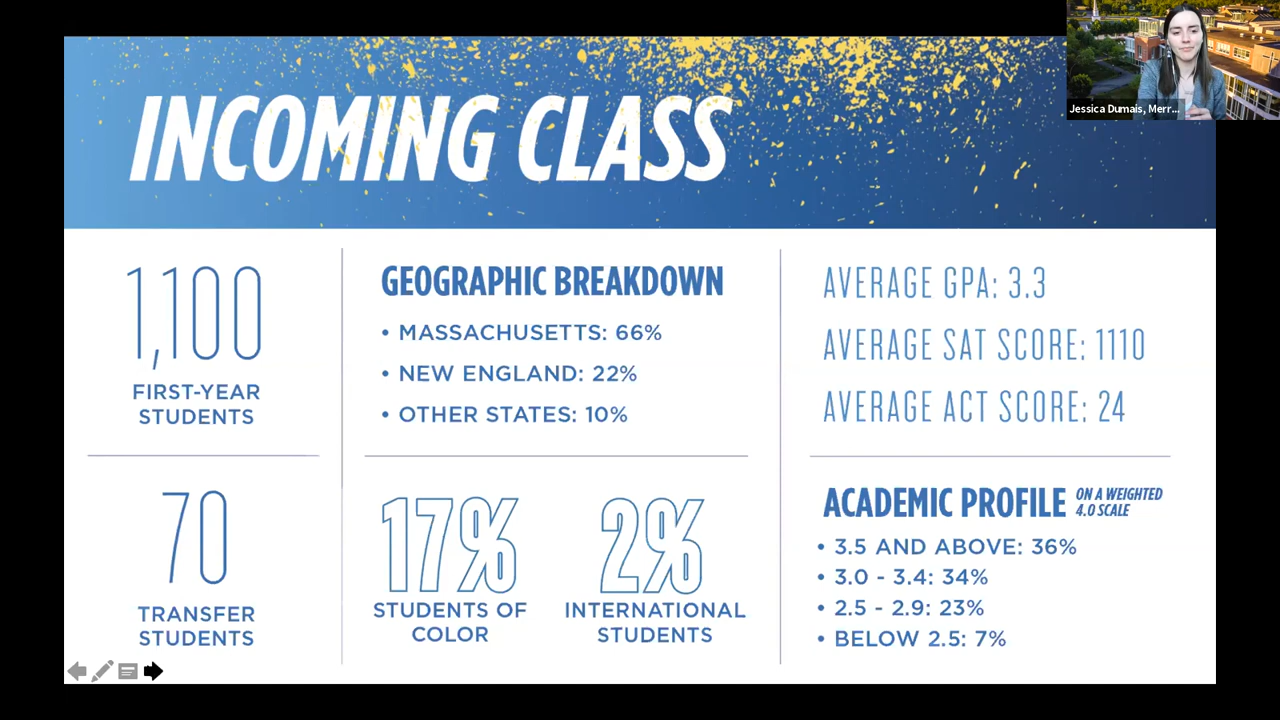 Jessica Dumais, Merr...
INCOMING CLASS
1,100
FIRST-YEAR
STUDENTS
70
TRANSFER
STUDENTS
GEOGRAPHIC BREAKDOWN
• MASSACHUSETTS: 66%
• NEW ENGLAND: 22%
• OTHER STATES: 10%
17%
STUDENTS OF
COLOR
2%
INTERNATIONAL
STUDENTS
AVERAGE GPA: 3.3
AVERAGE SAT SCORE: 1110
AVERAGE ACT SCORE: 24
ACADEMIC PROFILE ON A WEIGHTED
4.0 SCALE
• 3.5 AND ABOVE: 36%
• 3.0 - 3.4: 34%
• 2.5 - 2.9: 23%
• BELOW 2.5: 7%